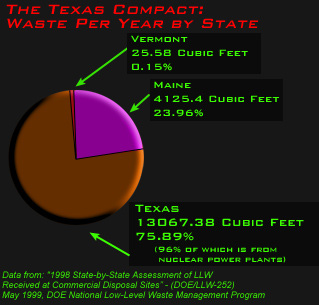 The Texas Compact:
Waste Per Year by State
Vermont
25.58 Cubic Feet
0.15%
Maine
4125.4 Cubic Feet
23.96%
Texas
13067.38 Cubic Feet
75.89%
(96% of which is from
nuclear power plants)
Data from: "1998 State-by-State Assessment of LLW
Received at Commercial Disposal Sites" - (DOE/LLW-252)
May 1999, DOE National Low-Level Waste Management Program